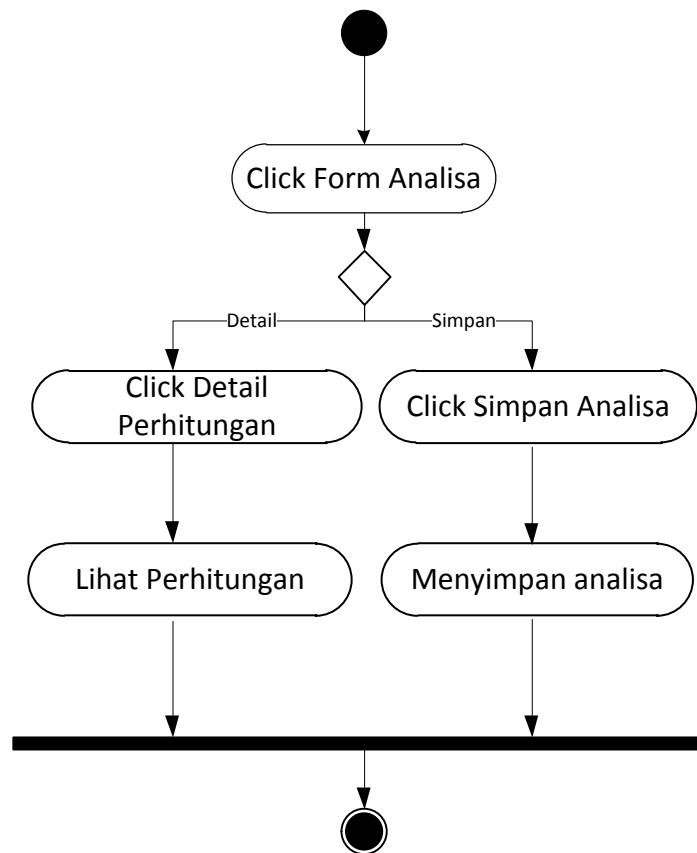 Click Form Analisa
Detail
Simpan
Click Detail
Perhitungan
Click Simpan Analisa
Lihat Perhitungan
Menyimpan analisa